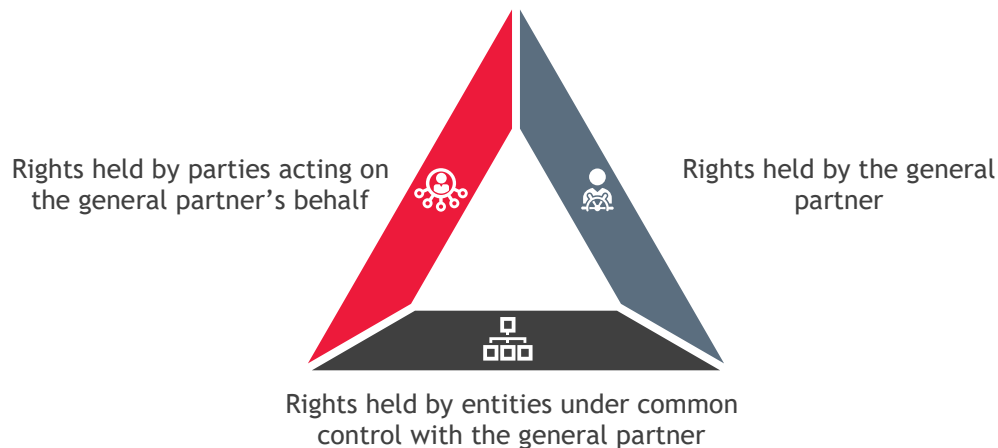 Rights held by parties acting on
the general partner’s behalf
Rights held by the general
partner
Rights held by entities under common
control with the general partner